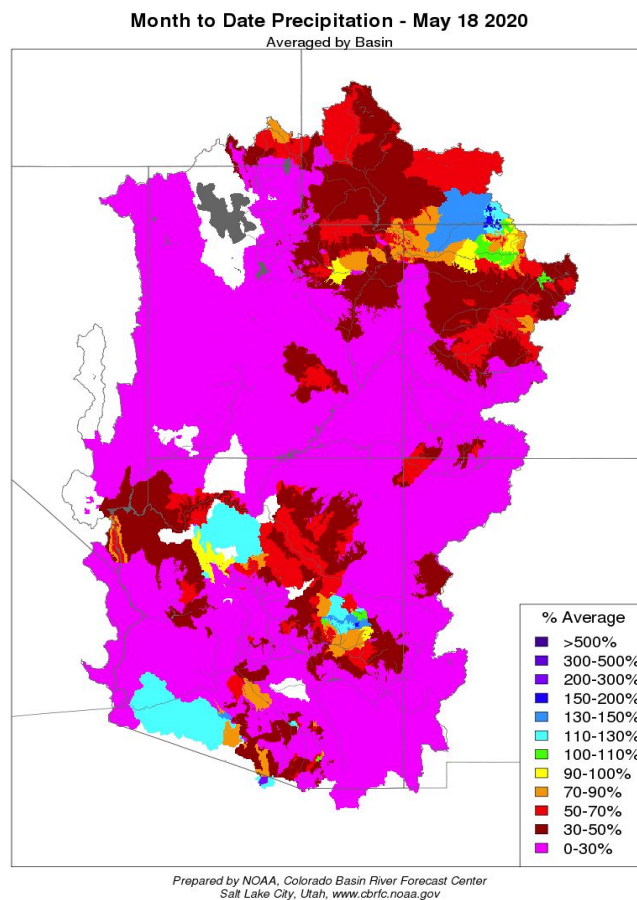 Month to Date Precipitation - May 18 2020
Averaged by Basin
% Average
>500%
300-500%
200-300%
150-200%
130-150%
110-130%
100-110%
90-100%
70-90%
50-70%
30-50%
0-30%
Prepared by NOAA, Colorado Basin River Forecast Center
Salt Lake City, Utah, www.cbrfc.noaa.gov